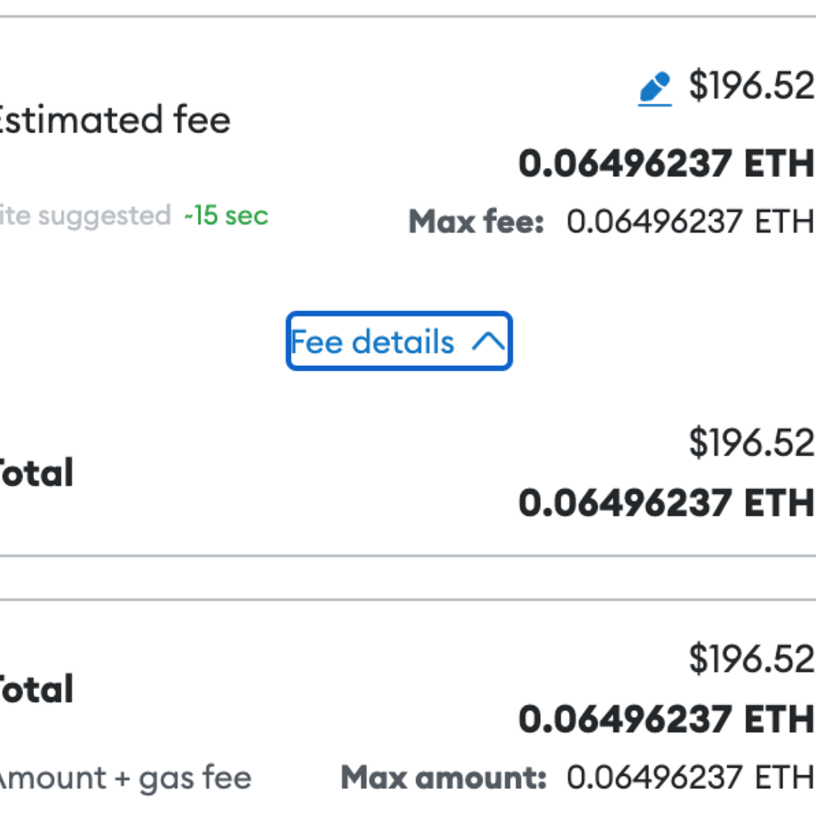 $196.52
Estimated fee
0.06496237 ETH
ite suggested ~15 sec
Max fee: 0.06496237 ETH
Fee details
$196.52
Total
0.06496237 ETH
$196.52
Total
0.06496237 ETH
Amount + gas fee
Max amount: 0.06496237 ETH